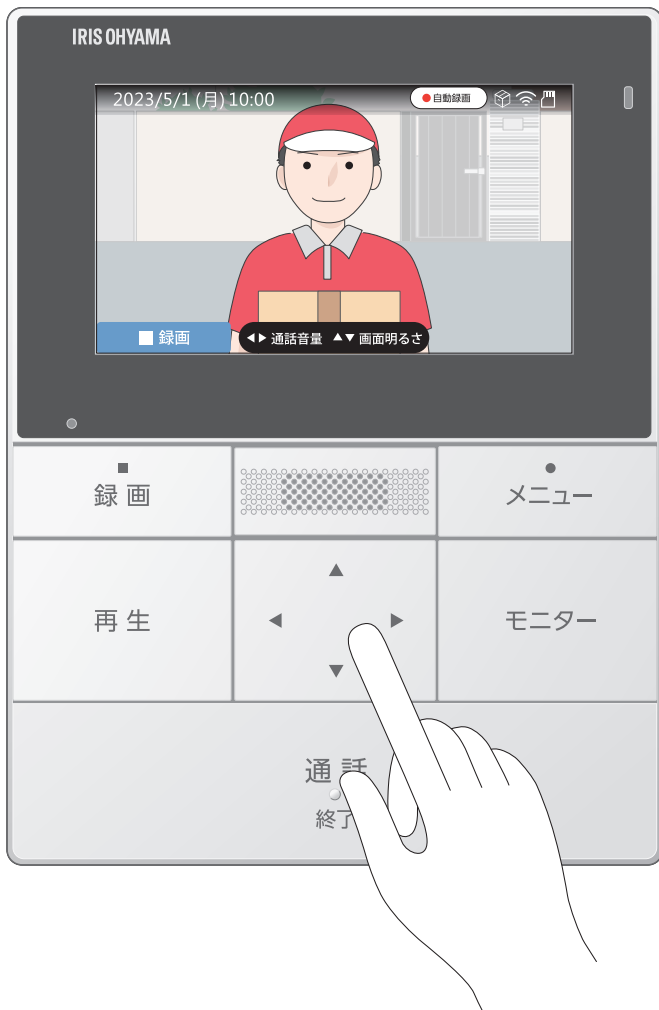 IRIS OHYAMA
2023/5/1 (月) 10:00
●自動録画
■ 録画
◀▶ 通話音量 ▲▼ 画面明るさ
■
録画
●
メニュー
再生
モニター
通話
終了